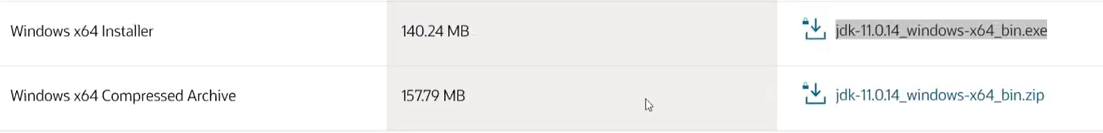 Windows x64 Installer 140.24 MB jdk-11.0.14_windows-x64_bin.exe
Windows x64 Compressed Archive 157.79 MB jdk-11.0.14_windows-x64_bin.zip